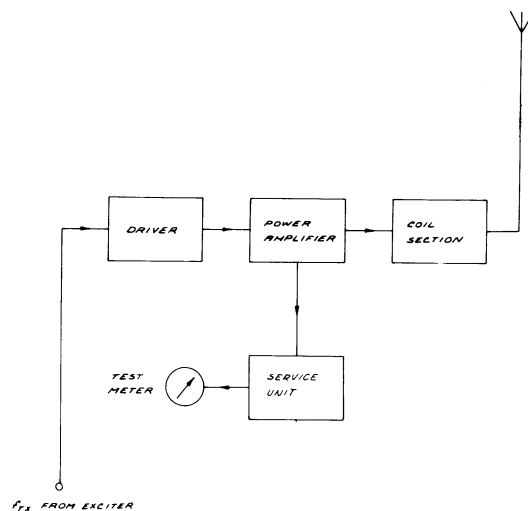 DRIVER
POWER
AMPLIFIER
COIL
SECTION
TEST
METER
SERVICE
UNIT
fTX FROM EXCITER